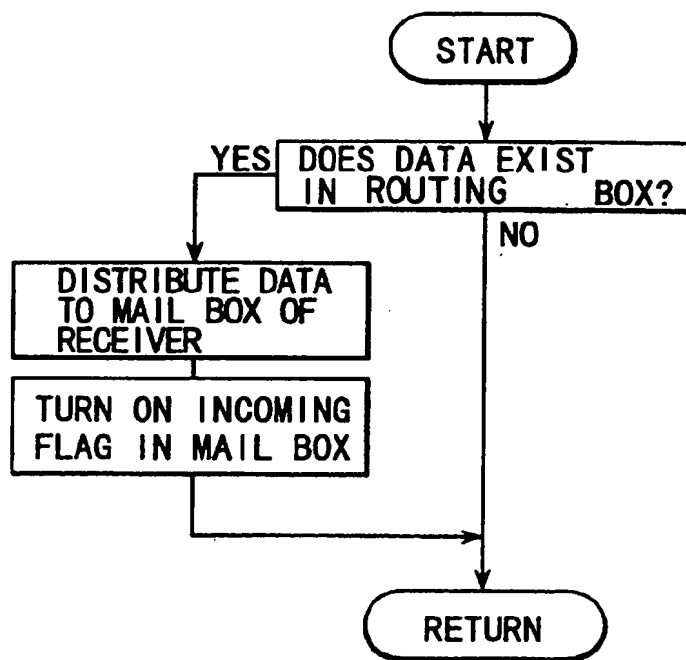 START
YES
DOES DATA EXIST
IN ROUTING BOX?
NO
DISTRIBUTE DATA
TO MAIL BOX OF
RECEIVER
TURN ON INCOMING
FLAG IN MAIL BOX
RETURN